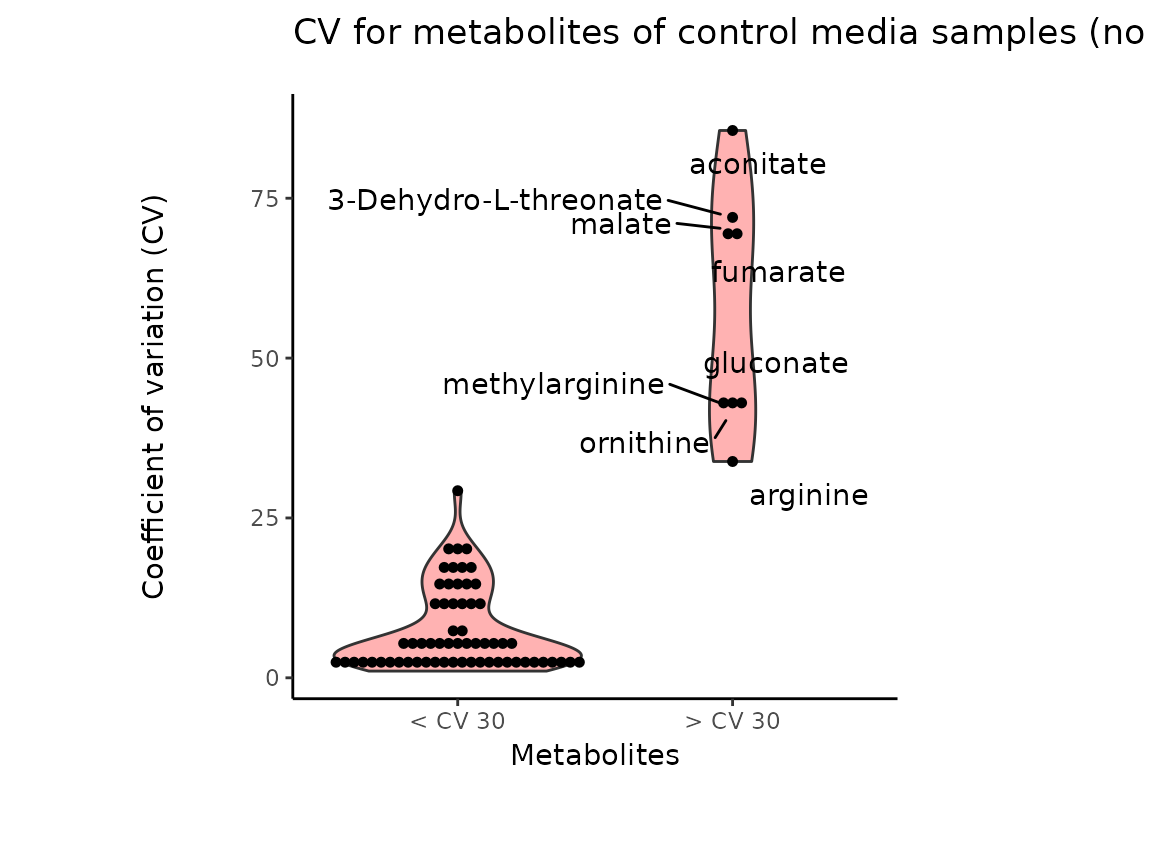 CV for metabolites of control media samples (no
Coefficient of variation (CV)
75
50
25
0
aconitate
3-Dehydro-L-threonate
malate
fumarate
gluconate
methylarginine
ornithine
arginine
< CV 30
> CV 30
Metabolites